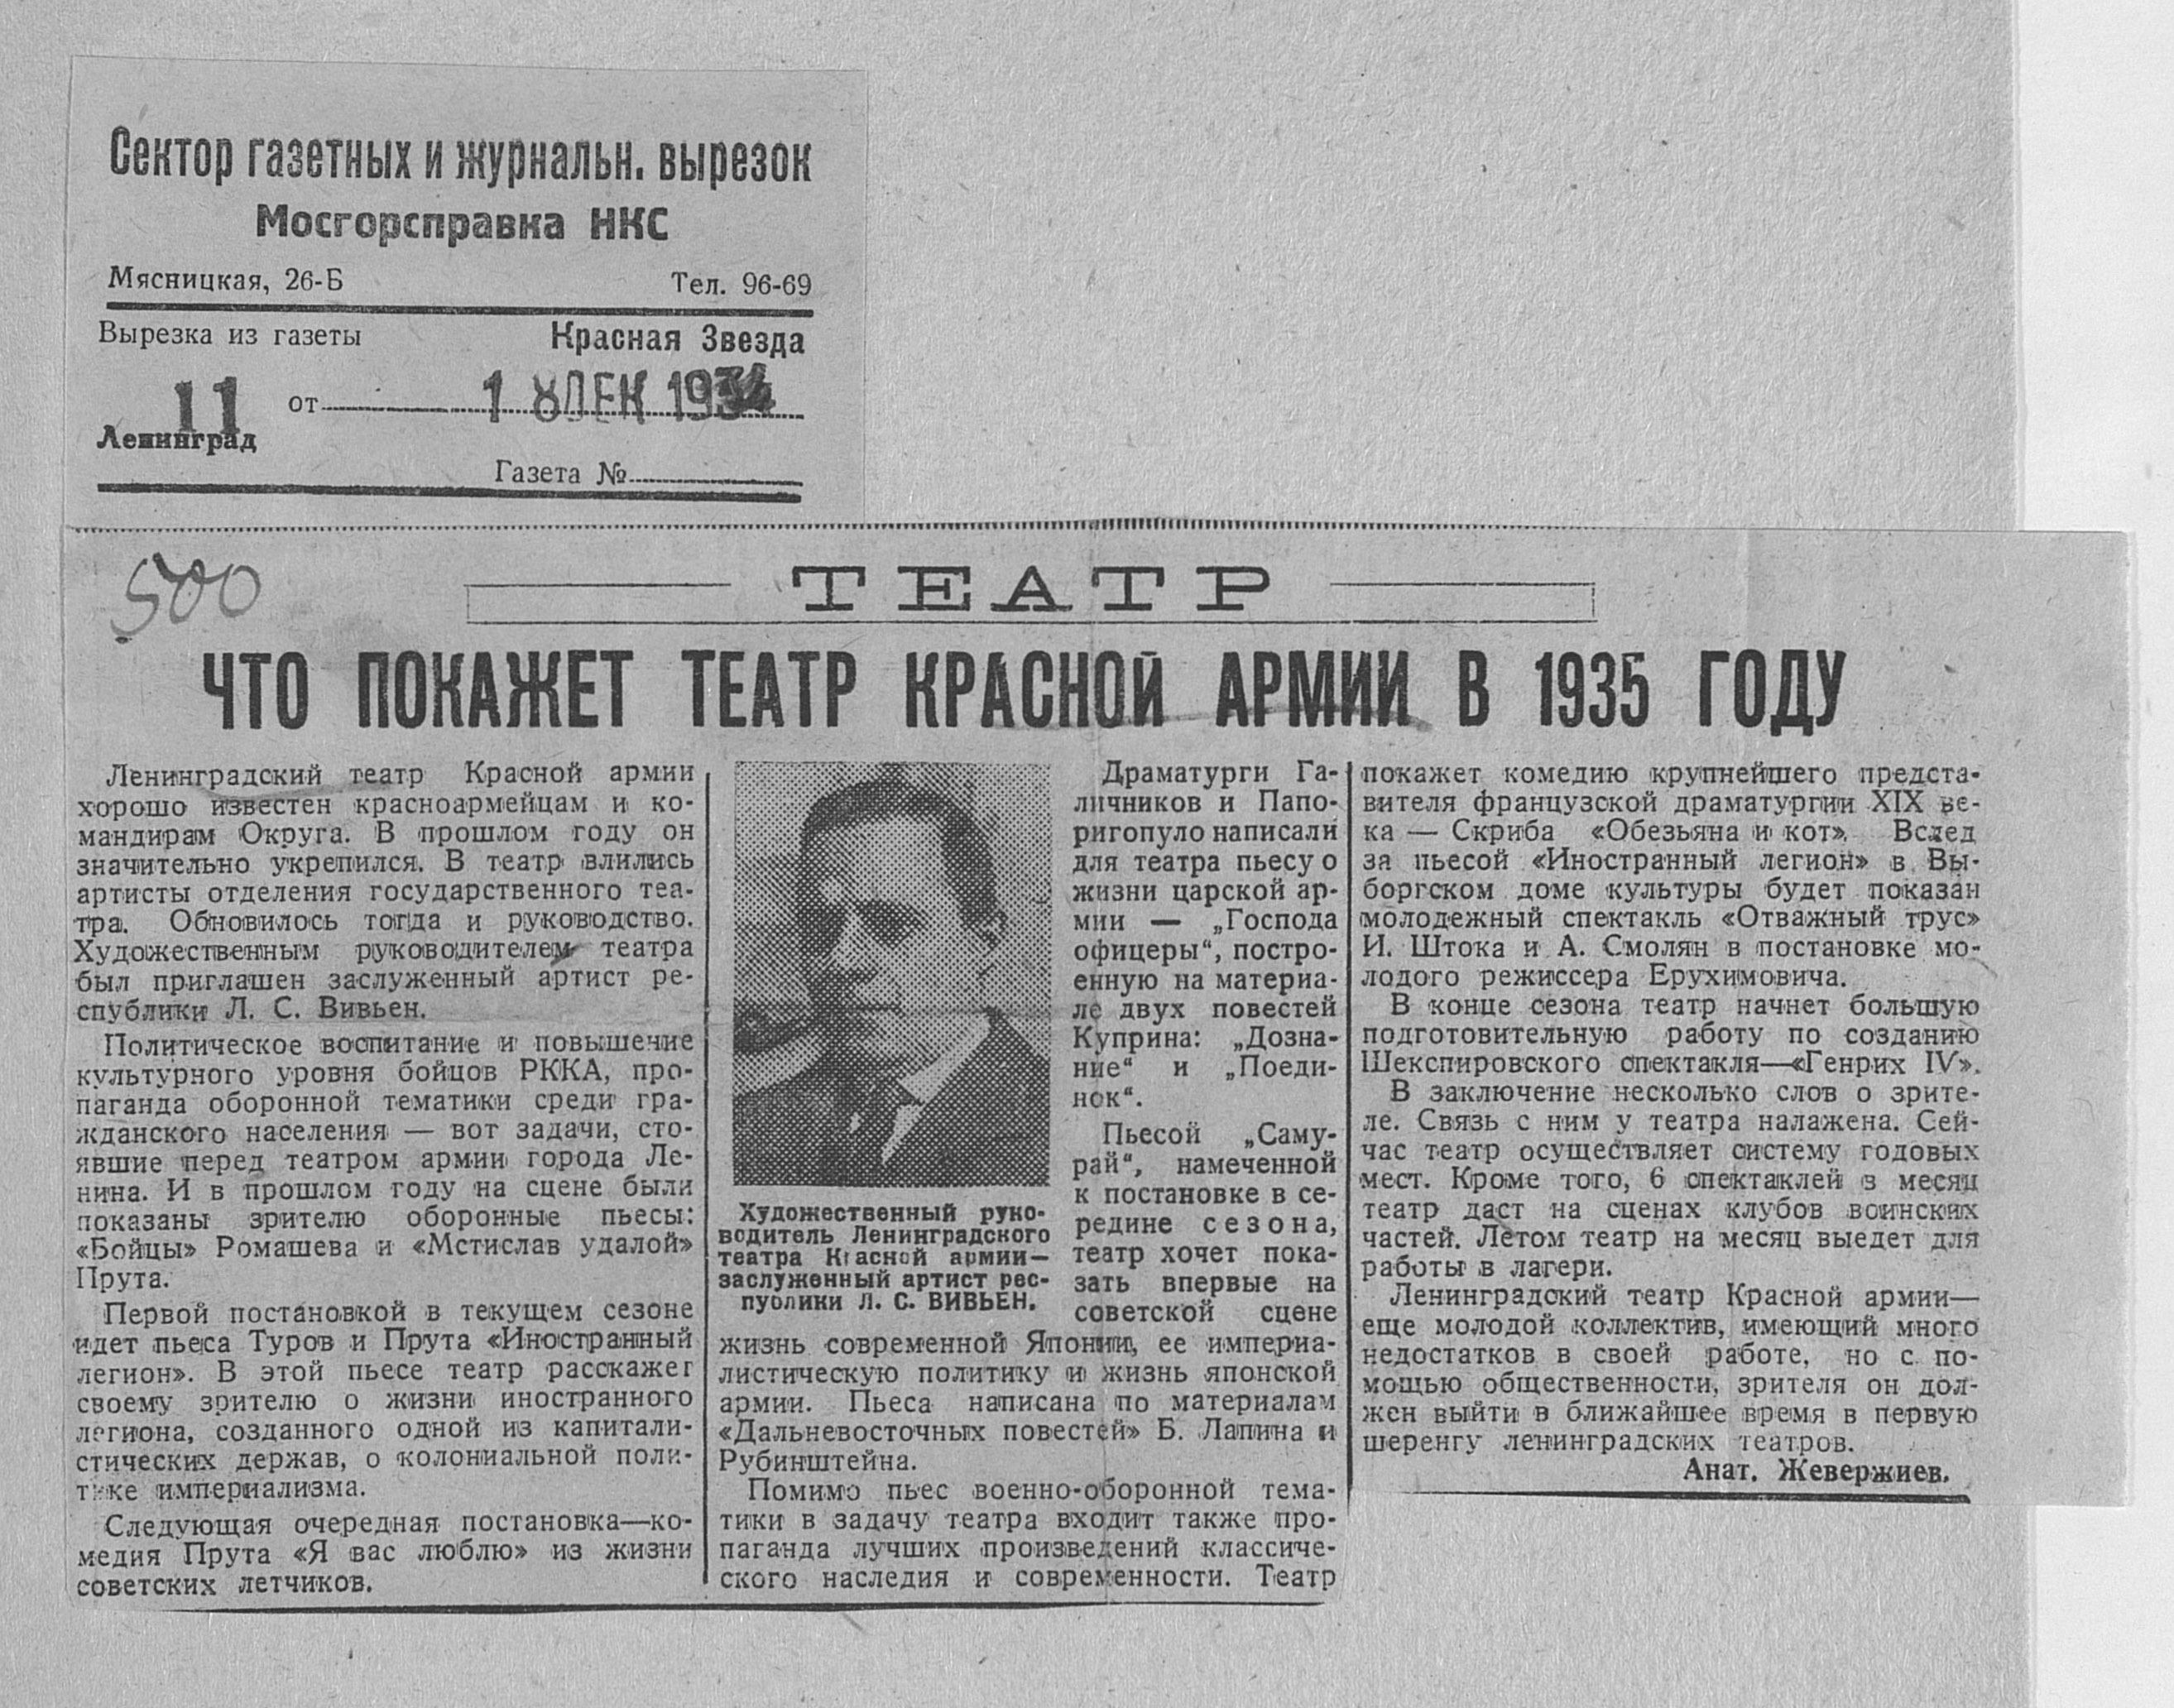 Сектор газетных и журнальн. вырезок
Мосгорсправка НКС
Мясницкая, 26-Б Тел. 96-69
Вырезка из газеты Красная Звезда
11 от 18 ДЕК 1934
Ленинград
Газета №
500
ТЕАТР
ЧТО ПОКАЖЕТ ТЕАТР КРАСНОЙ АРМИИ В 1935 ГОДУ
Ленинградский театр Красной армии
хорошо известен красноармейцам и ко-
мандирам Округа. В прошлом году он
значительно укрепился. В театр влились
артисты отделения государственного теа-
тра. Обновилось тогда и руководство.
Художественным руководителем театра
был приглашен заслуженный артист ре-
спублики Л. С. Вивьен.
Политическое воспитание и повышение
культурного уровня бойцов РККА, про-
паганда оборонной тематики среди гра-
жданского населения — вот задачи, сто-
явшие перед театром армии города Ле-
нина. И в прошлом году на сцене были
показаны зрителю оборонные пьесы:
«Бойцы» Ромашева и «Мстислав удалой»
Прута.
Первой постановкой в текущем сезоне
идет пьеса Туров и Прута «Иностранный
легион». В этой пьесе театр расскажет
своему зрителю о жизни иностранного
легиона, созданного одной из капитали-
стических держав, о колониальной поли-
тике империализма.
Следующая очередная постановка—ко-
медия Прута «Я вас люблю» из жизни
советских летчиков.
Художественный руко-
водитель Ленинградского
театра Красной армии—
заслуженный артист рес-
публики Л. С. ВИВЬЕН.
Драматурги Га-
личников и Папо-
ригопуло написали
для театра пьесу о
жизни царской ар-
мии — „Господа
офицеры“, постро-
енную на материа-
ле двух повестей
Куприна: „Дозна-
ние“ и „Поеди-
нок“.
Пьесой „Саму-
рай“, намеченной
к постановке в се-
редине сезона,
театр хочет пока-
зать впервые на
советской сцене
жизнь современной Японии, ее империа-
листическую политику и жизнь японской
армии. Пьеса написана по материалам
«Дальневосточных повестей» Б. Лапина и
Рубинштейна.
Помимо пьес военно-оборонной тема-
тики в задачу театра входит также про-
паганда лучших произведений классиче-
ского наследия и современности. Театр
покажет комедию крупнейшего предста-
вителя французской драматургии XIX ве-
ка — Скриба «Обезьяна и кот». Вслед
за пьесой «Иностранный легион» в Вы-
боргском доме культуры будет показан
молодежный спектакль «Отважный трус»
И. Штока и А. Смолян в постановке мо-
лодого режиссера Ерухимовича.
В конце сезона театр начнет большую
подготовительную работу по созданию
Шекспировского спектакля—«Генрих IV».
В заключение несколько слов о зрите-
ле. Связь с ним у театра налажена. Сей-
час театр осуществляет систему годовых
мест. Кроме того, 6 спектаклей в месяц
театр даст на сценах клубов воинских
частей. Летом театр на месяц выедет для
работы в лагери.
Ленинградский театр Красной армии—
еще молодой коллектив, имеющий много
недостатков в своей работе, но с по-
мощью общественности, зрителя он дол-
жен выйти в ближайшее время в первую
шеренгу ленинградских театров.
Анат. Жевержиев.